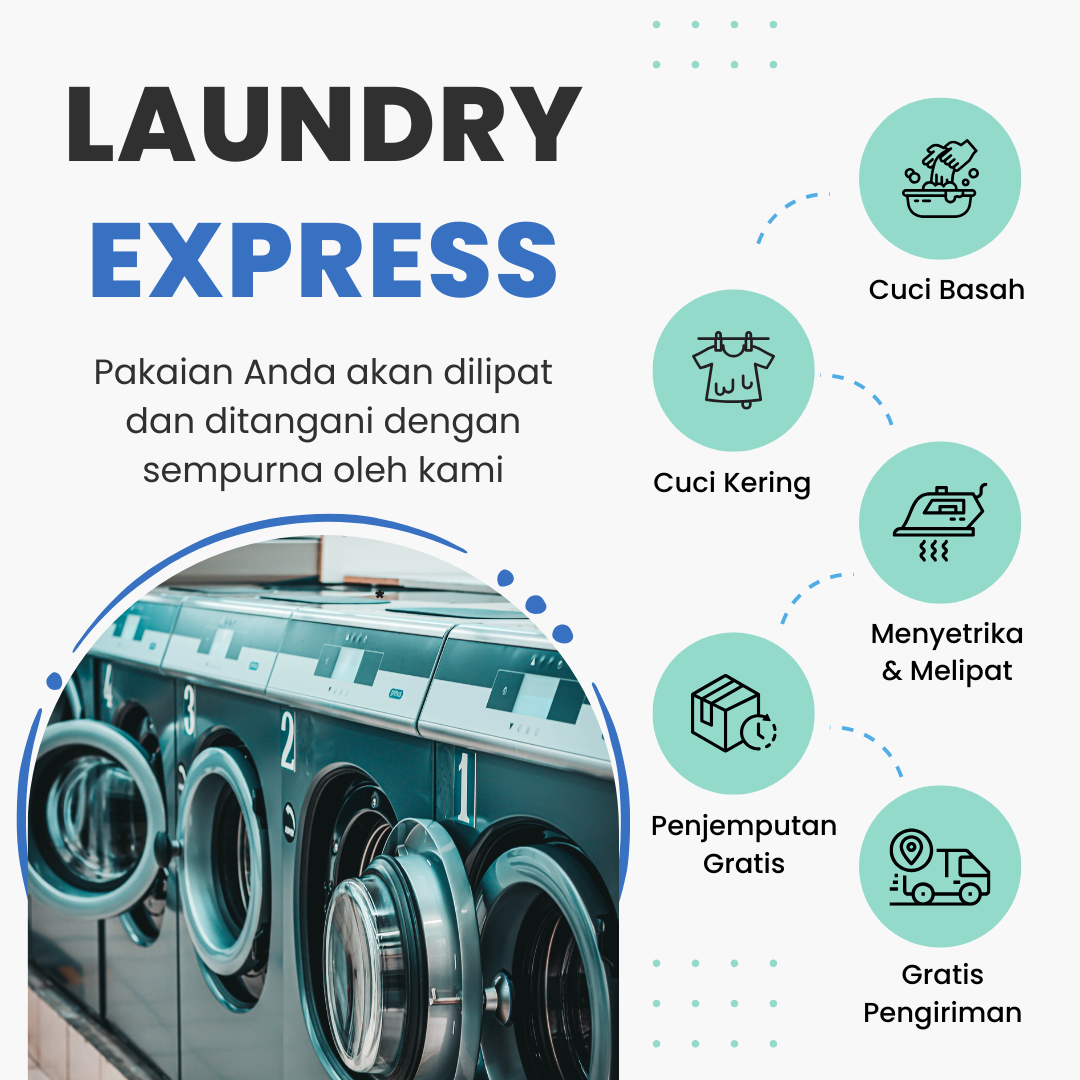 LAUNDRY
EXPRESS
Pakaian Anda akan dilipat
dan ditangani dengan
sempurna oleh kami
Cuci Basah
Cuci Kering
Menyetrika
& Melipat
Penjemputan
Gratis
Gratis
Pengiriman
4
3
2
1